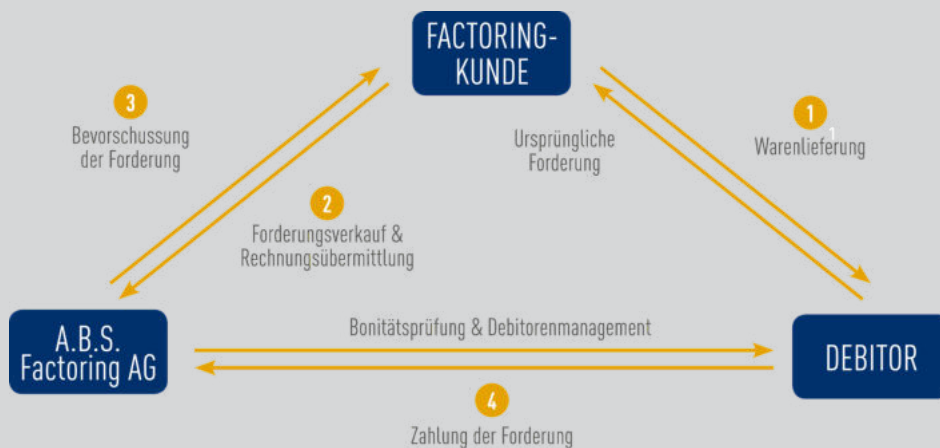 FACTORING-
KUNDE
3
Bevorschussung
der Forderung
Ursprüngliche
Forderung
1
1
Warenlieferung
2
Forderungsverkauf &
Rechnungsübermittlung
A.B.S.
Factoring AG
Bonitätsprüfung & Debitorenmanagement
DEBITOR
4
Zahlung der Forderung